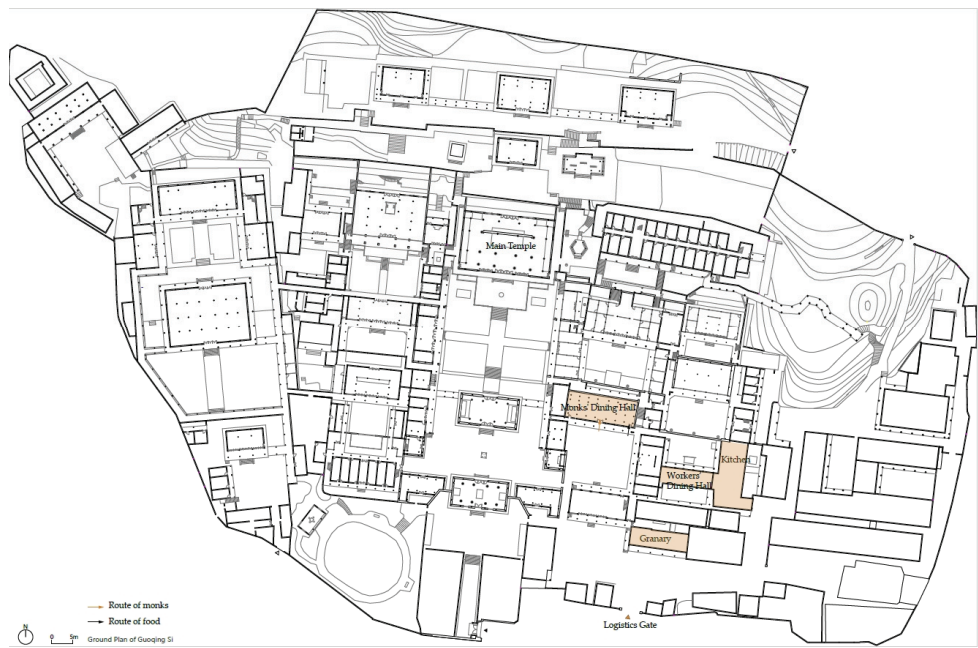 Main Temple
Monks' Dining Hall
Kitchen
Workers'
Dining Hall
Granary
Logistics Gate
Route of monks
Route of food
N
0 5m
Ground Plan of Guoqing Si